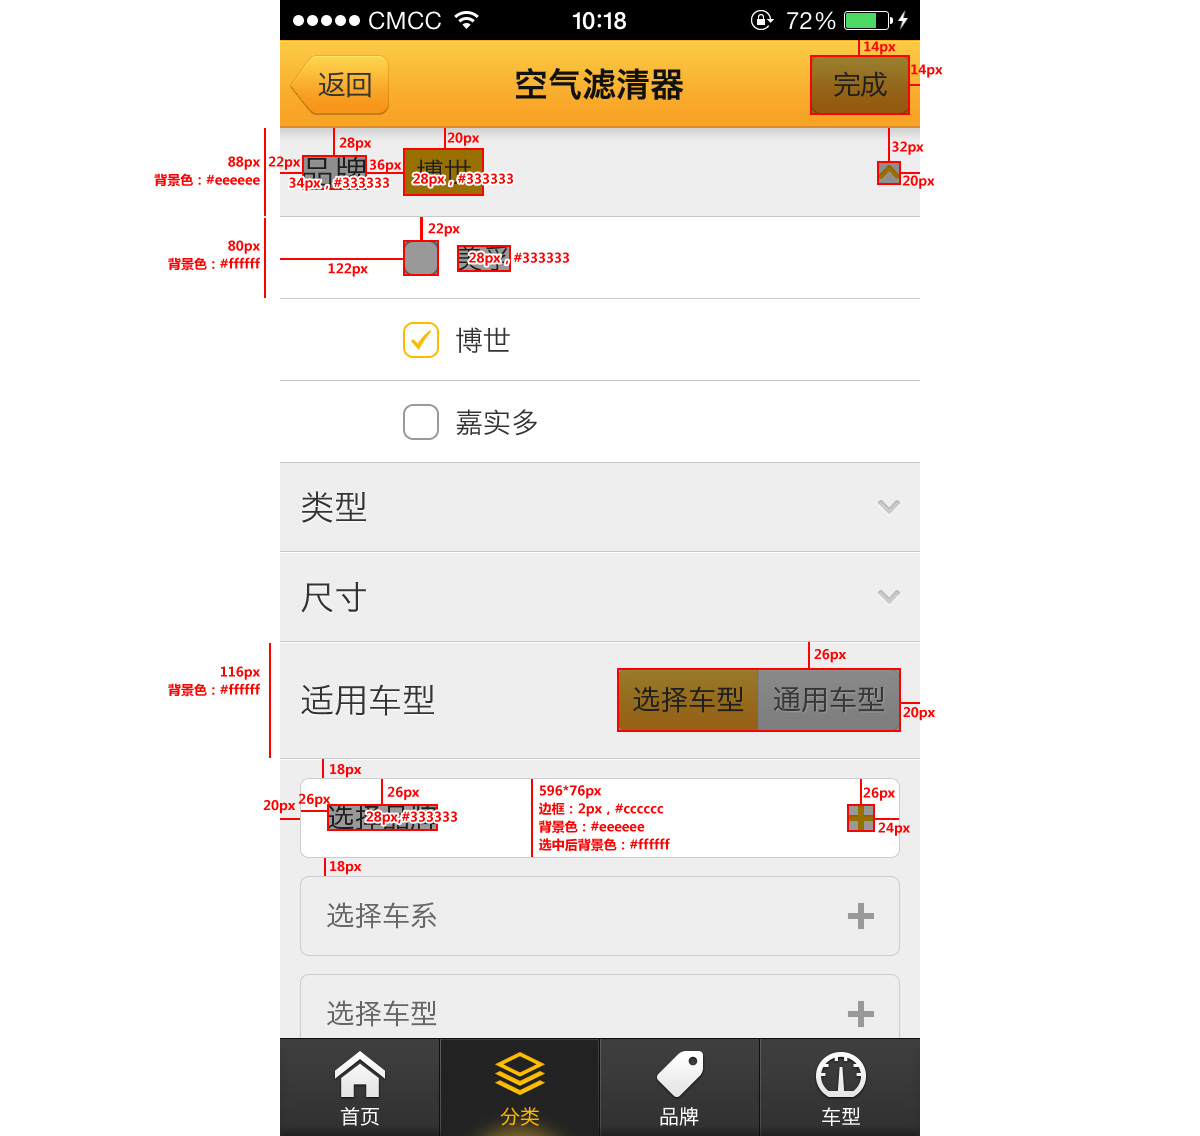 CMCC 10:18 72%
14px
返回 空气滤清器 完成
14px
28px 20px
88px 22px 品牌 36px 博世 32px
背景色：#eeeeee 34px , #333333 28px , #333333 20px
22px
80px
背景色：#ffffff 28px , #333333
122px
博世
嘉实多
类型
尺寸
26px
116px
背景色：#ffffff 适用车型 选择车型 通用车型
20px
18px
20px 26px 26px 596*76px 26px
边框：2px , #cccccc
选择品牌 28px,#333333 背景色：#eeeeee 24px
选中后背景色：#ffffff
18px
选择车系
选择车型
首页 分类 品牌 车型